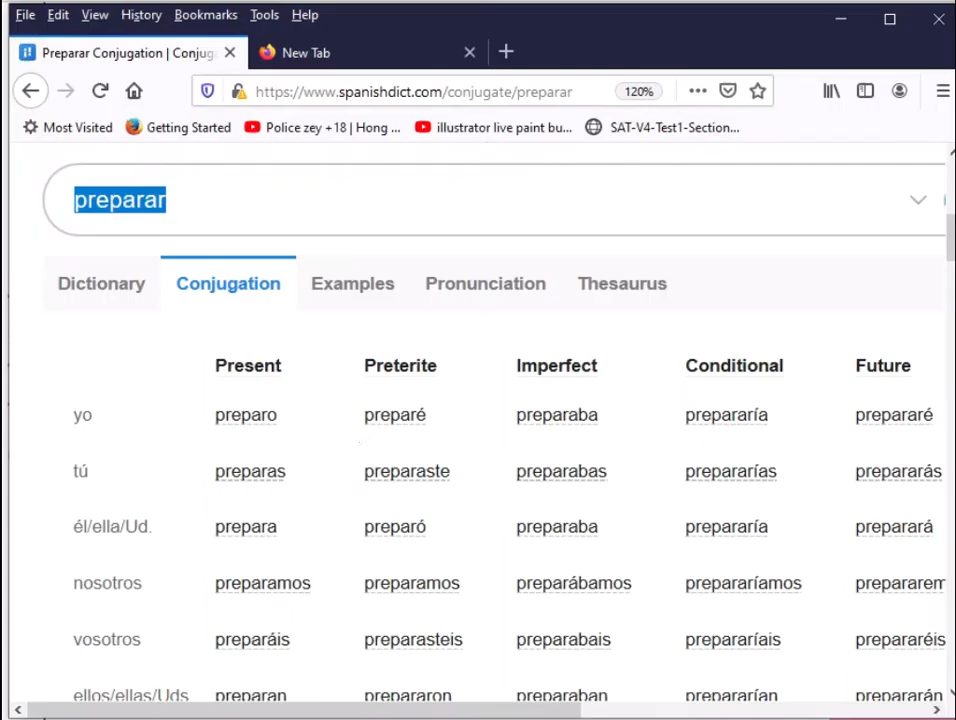 File Edit View History Bookmarks Tools Help
Preparar Conjugation | Conjug
New Tab
https://www.spanishdict.com/conjugate/preparar 120%
Most Visited Getting Started Police zey +18 | Hong ... illustrator live paint bu... SAT-V4-Test1-Section...
preparar
Dictionary Conjugation Examples Pronunciation Thesaurus
Present Preterite Imperfect Conditional Future
yo preparo preparé preparaba prepararía prepararé
tú preparas preparaste preparabas prepararías prepararás
él/ella/Ud. prepara preparó preparaba prepararía preparará
nosotros preparamos preparamos preparábamos prepararíamos prepararem
vosotros preparáis preparasteis preparabais prepararíais prepararéis
ellos/ellas/Uds preparan prepararon preparaban prepararían prepararán